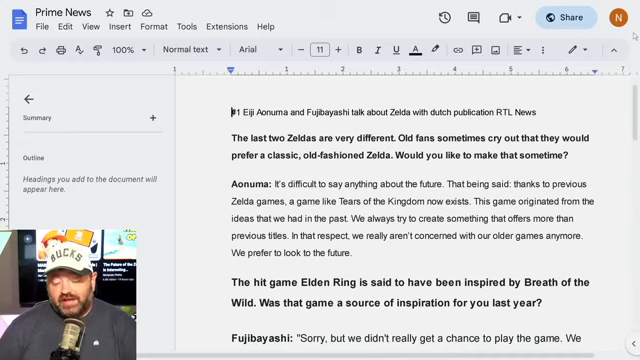 Prime News
File Edit View Insert Format Tools Extensions
Share
N
100%
Normal text
Arial
11
B I U A
1 1 2 3 4 5 6 7
Summary
Outline
Headings you add to the document will
appear here.
#1 Eiji Aonuma and Fujibayashi talk about Zelda with dutch publication RTL News
The last two Zeldas are very different. Old fans sometimes cry out that they would
prefer a classic, old-fashioned Zelda. Would you like to make that sometime?
Aonuma: It's difficult to say anything about the future. That being said: thanks to previous
Zelda games, a game like Tears of the Kingdom now exists. This game originated from the
ideas that we had in the past. We always try to create something that offers more than
previous titles. In that respect, we really aren't concerned with our older games anymore.
We prefer to look to the future.
The hit game Elden Ring is said to have been inspired by Breath of the
Wild. Was that game a source of inspiration for you last year?
Fujibayashi: "Sorry, but we didn't really get a chance to play the game. We
BUCKS